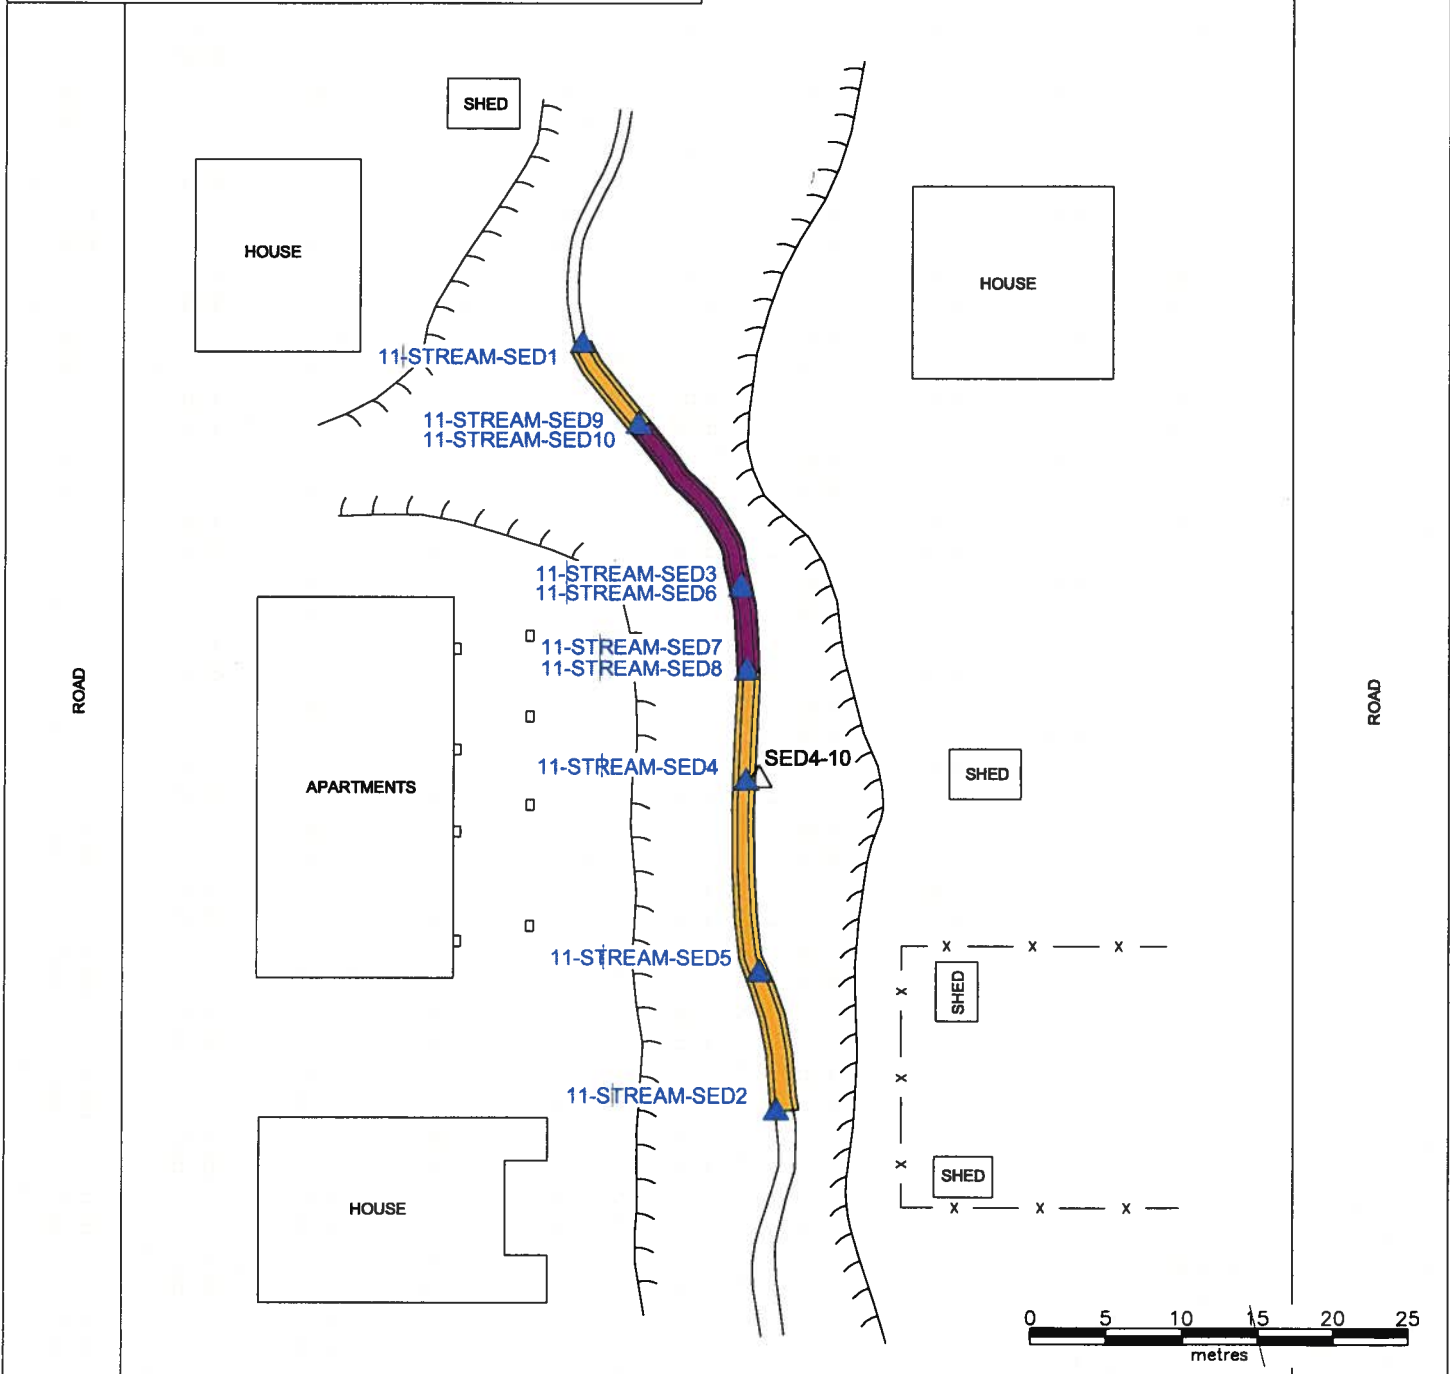 SHED
HOUSE
HOUSE
11-STREAM-SED1
11-STREAM-SED9
11-STREAM-SED10
11-STREAM-SED3
11-STREAM-SED6
11-STREAM-SED7
11-STREAM-SED8
ROAD
ROAD
SED4-10
11-STREAM-SED4
SHED
APARTMENTS
11-STREAM-SED5
x x x
SHED
x
x
11-STREAM-SED2
x
SHED
HOUSE
x x x
0 5 10 15 20 25
metres